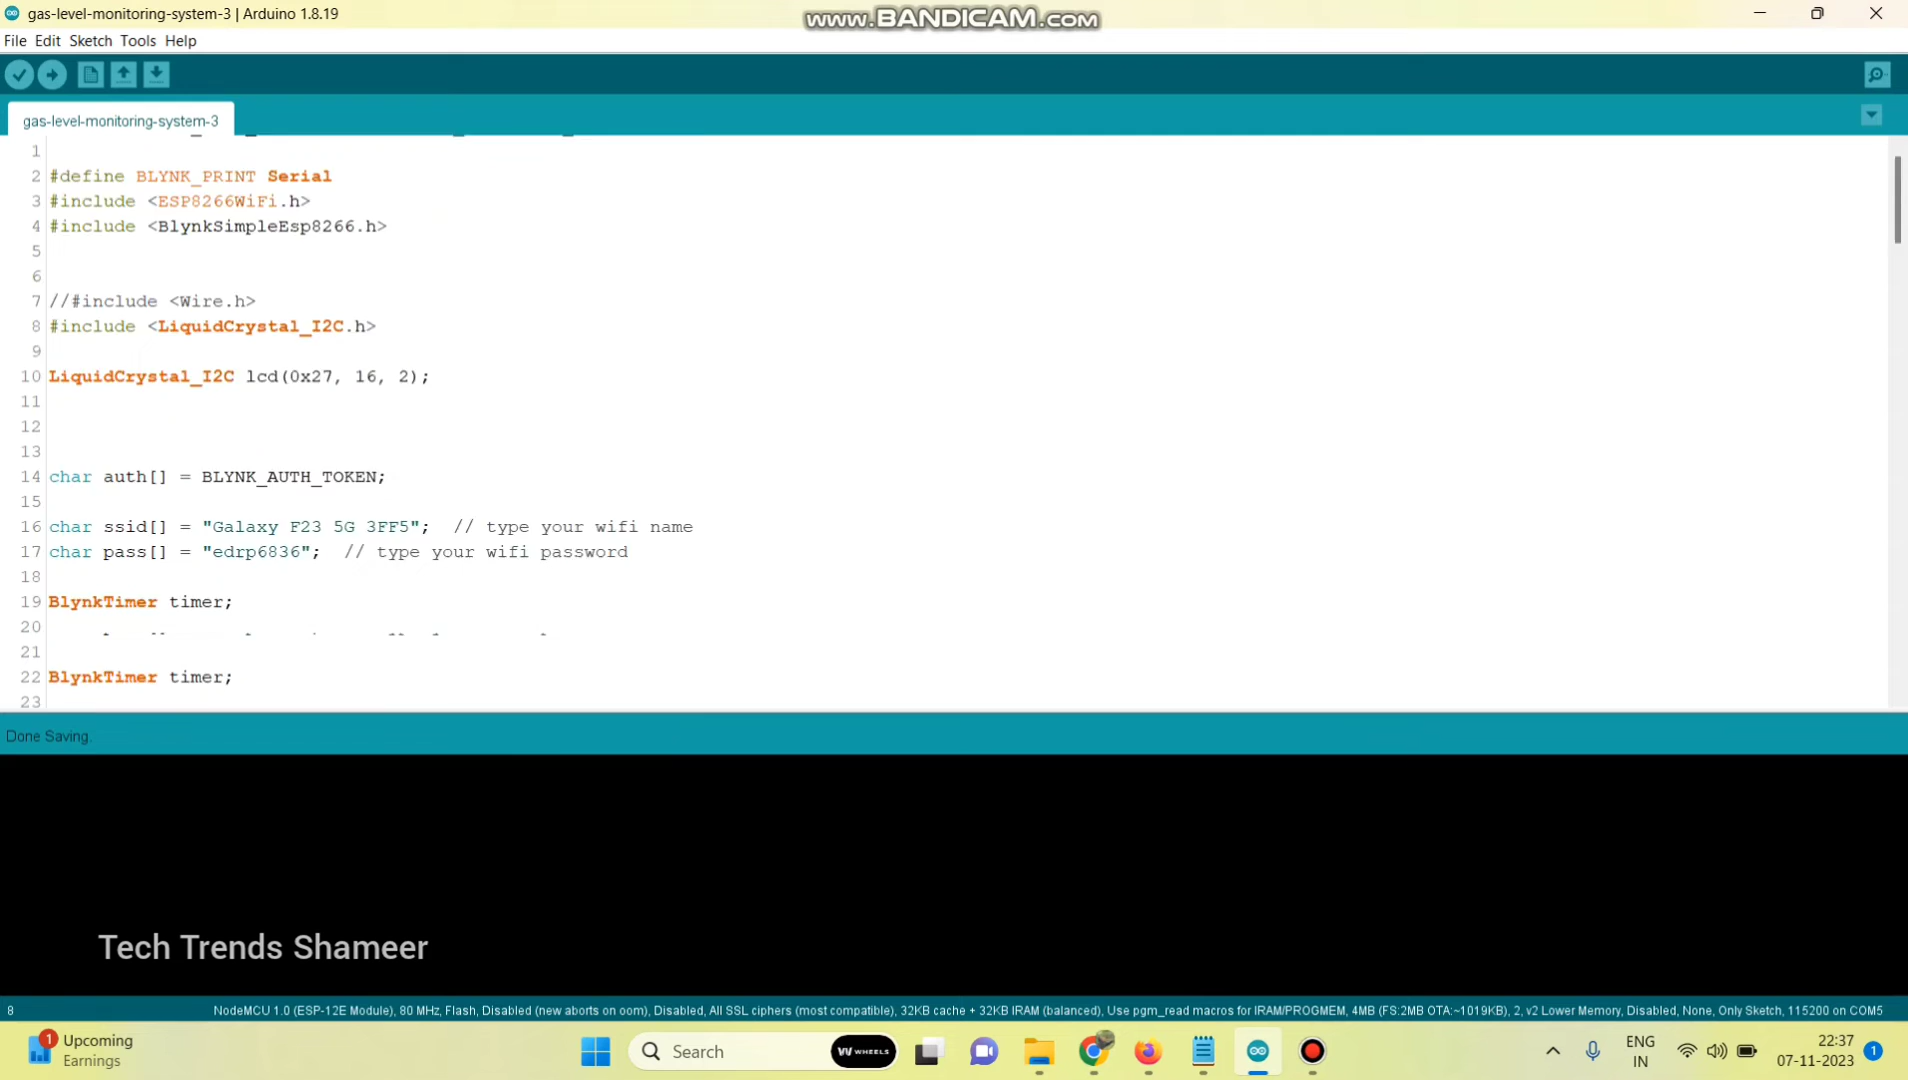 gas-level-monitoring-system-3 | Arduino 1.8.19
www.BANDICAM.com
File Edit Sketch Tools Help
gas-level-monitoring-system-3
1
2 #define BLYNK_PRINT Serial
3 #include <ESP8266WiFi.h>
4 #include <BlynkSimpleEsp8266.h>
5
6
7 //#include <Wire.h>
8 #include <LiquidCrystal_I2C.h>
9
10 LiquidCrystal_I2C lcd(0x27, 16, 2);
11
12
13
14 char auth[] = BLYNK_AUTH_TOKEN;
15
16 char ssid[] = "Galaxy F23 5G 3FF5";  // type your wifi name
17 char pass[] = "edrp6836";  // type your wifi password
18
19 BlynkTimer timer;
20
21
22 BlynkTimer timer;
23
Done Saving.
Tech Trends Shameer
8 NodeMCU 1.0 (ESP-12E Module), 80 MHz, Flash, Disabled (new aborts on oom), Disabled, All SSL ciphers (most compatible), 32KB cache + 32KB IRAM (balanced), Use pgm_read macros for IRAM/PROGMEM, 4MB (FS:2MB OTA:~1019KB), 2, v2 Lower Memory, Disabled, None, Only Sketch, 115200 on COM5
1
Upcoming
Earnings
Search
WHEELS
ENG
IN
22:37
07-11-2023
1